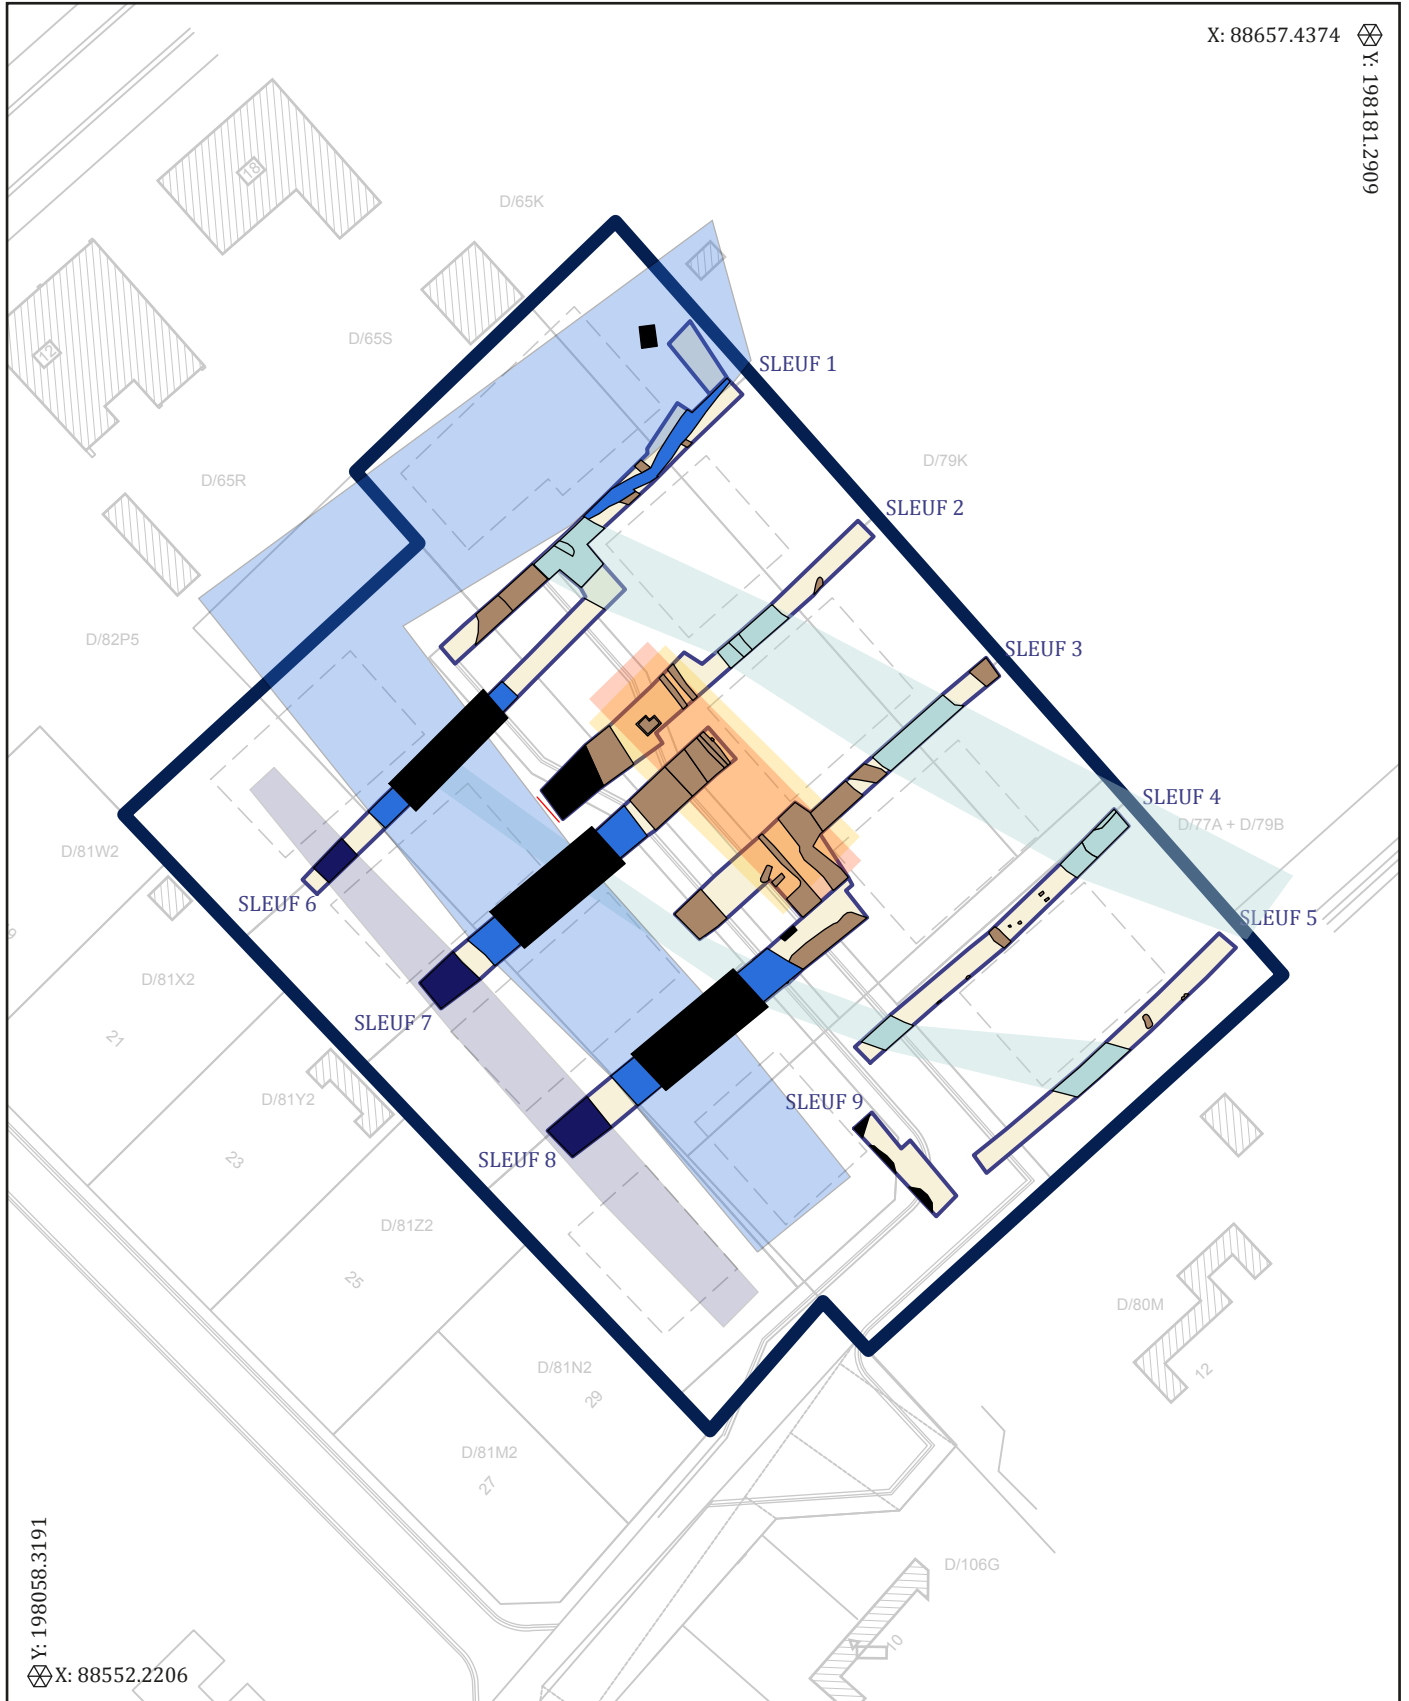 X: 88657.4374
Y: 198181.2909
18
D/65K
12
D/65S
SLEUF 1
D/65R
D/79K
SLEUF 2
D/82P5
SLEUF 3
SLEUF 4
D/77A + D/79B
D/81W2
SLEUF 6
SLEUF 5
D/81X2
SLEUF 7
21
D/81Y2
SLEUF 9
23
SLEUF 8
D/81Z2
25
D/80M
D/81N2
29
12
D/81M2
27
D/106G
10
Y: 198058.3191
X: 88552.2206